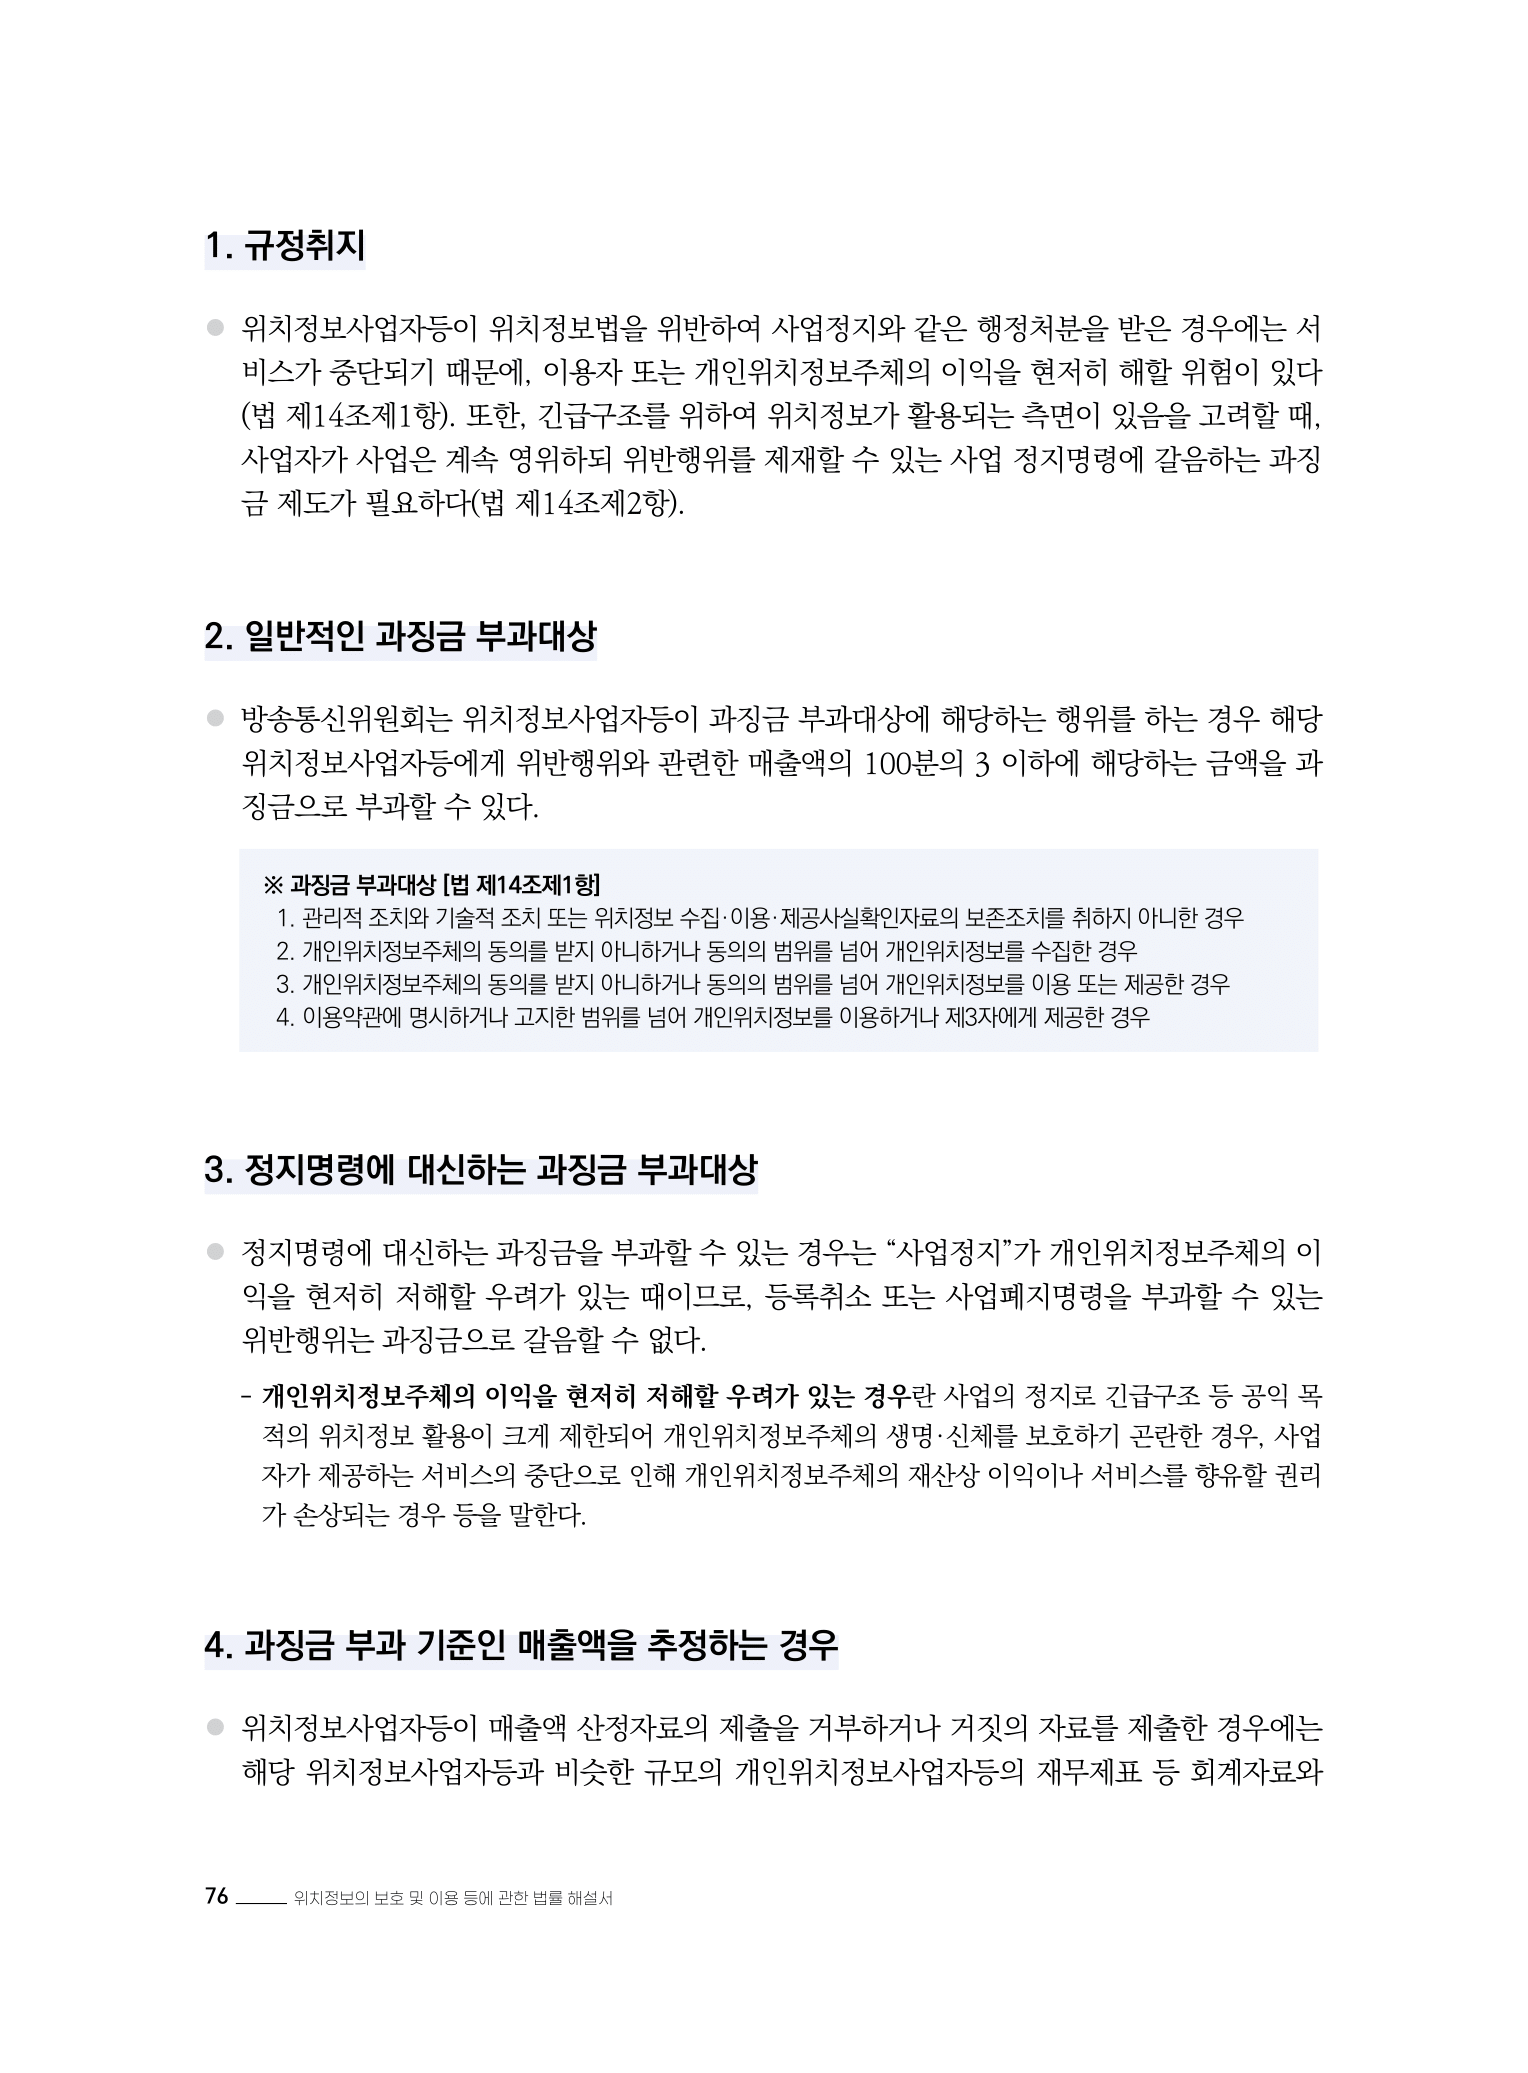 1. 규정취지
● 위치정보사업자등이 위치정보법을 위반하여 사업정지와 같은 행정처분을 받은 경우에는 서
비스가 중단되기 때문에, 이용자 또는 개인위치정보주체의 이익을 현저히 해할 위험이 있다
(법 제14조제1항). 또한, 긴급구조를 위하여 위치정보가 활용되는 측면이 있음을 고려할 때,
사업자가 사업은 계속 영위하되 위반행위를 제재할 수 있는 사업 정지명령에 갈음하는 과징
금 제도가 필요하다(법 제14조제2항).
2. 일반적인 과징금 부과대상
● 방송통신위원회는 위치정보사업자등이 과징금 부과대상에 해당하는 행위를 하는 경우 해당
위치정보사업자등에게 위반행위와 관련한 매출액의 100분의 3 이하에 해당하는 금액을 과
징금으로 부과할 수 있다.
※ 과징금 부과대상 [법 제14조제1항]
1. 관리적 조치와 기술적 조치 또는 위치정보 수집·이용·제공사실확인자료의 보존조치를 취하지 아니한 경우
2. 개인위치정보주체의 동의를 받지 아니하거나 동의의 범위를 넘어 개인위치정보를 수집한 경우
3. 개인위치정보주체의 동의를 받지 아니하거나 동의의 범위를 넘어 개인위치정보를 이용 또는 제공한 경우
4. 이용약관에 명시하거나 고지한 범위를 넘어 개인위치정보를 이용하거나 제3자에게 제공한 경우
3. 정지명령에 대신하는 과징금 부과대상
● 정지명령에 대신하는 과징금을 부과할 수 있는 경우는 “사업정지”가 개인위치정보주체의 이
익을 현저히 저해할 우려가 있는 때이므로, 등록취소 또는 사업폐지명령을 부과할 수 있는
위반행위는 과징금으로 갈음할 수 없다.
- 개인위치정보주체의 이익을 현저히 저해할 우려가 있는 경우란 사업의 정지로 긴급구조 등 공익 목
적의 위치정보 활용이 크게 제한되어 개인위치정보주체의 생명·신체를 보호하기 곤란한 경우, 사업
자가 제공하는 서비스의 중단으로 인해 개인위치정보주체의 재산상 이익이나 서비스를 향유할 권리
가 손상되는 경우 등을 말한다.
4. 과징금 부과 기준인 매출액을 추정하는 경우
● 위치정보사업자등이 매출액 산정자료의 제출을 거부하거나 거짓의 자료를 제출한 경우에는
해당 위치정보사업자등과 비슷한 규모의 개인위치정보사업자등의 재무제표 등 회계자료와
76 위치정보의 보호 및 이용 등에 관한 법률 해설서